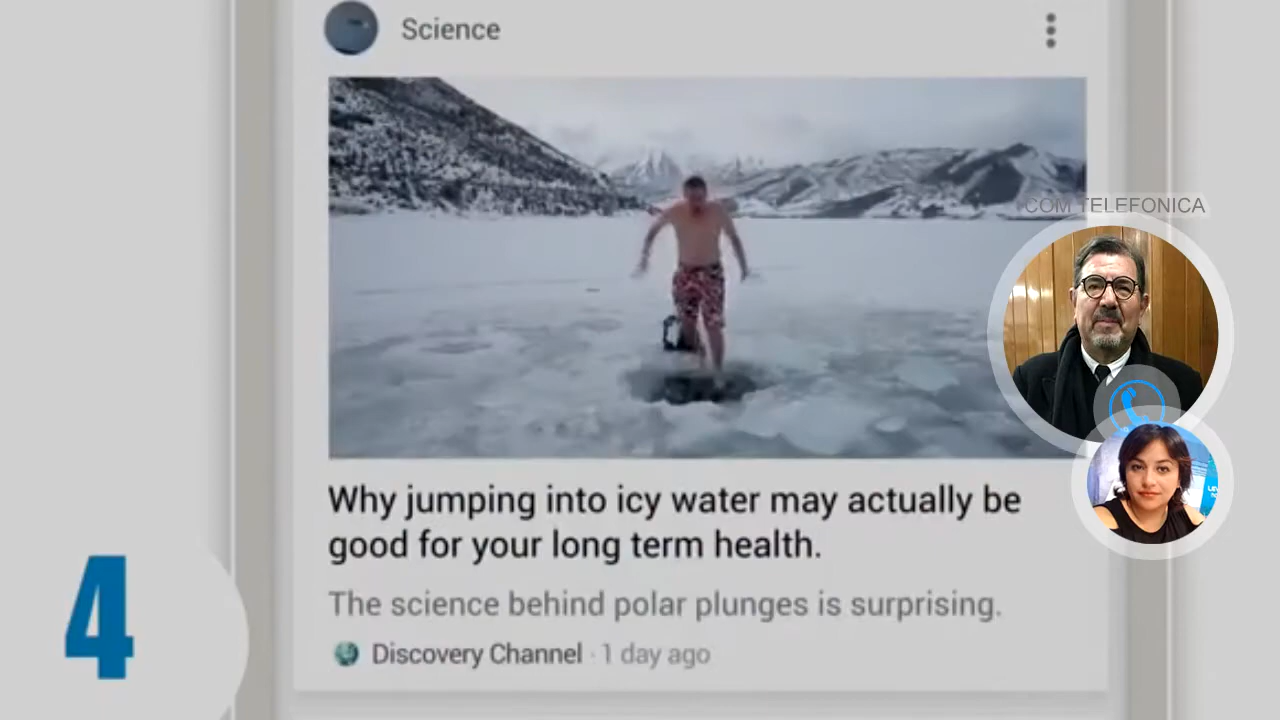 Science
COM TELEFONICA
Why jumping into icy water may actually be
good for your long term health.
The science behind polar plunges is surprising.
Discovery Channel · 1 day ago
4